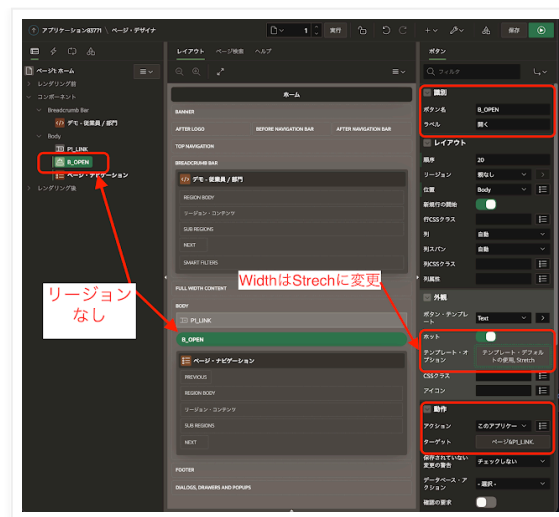 アプリケーション83771 \ ページ・デザイナ
1
実行
保存
ページ1: ホーム
レンダリング前
コンポーネント
Breadcrumb Bar
デモ - 従業員 / 部門
Body
P1_LINK
B_OPEN
ページ・ナビゲーション
レンダリング後
リージョン
なし
レイアウト ページ検索 ヘルプ
ホーム
BANNER
AFTER LOGO BEFORE NAVIGATION BAR AFTER NAVIGATION BAR
TOP NAVIGATION
BREADCRUMB BAR
デモ - 従業員 / 部門
REGION BODY
リージョン・コンテンツ
SUB REGIONS
NEXT
SMART FILTERS
FULL WIDTH CONTENT
WidthはStrechに変更
BODY
P1_LINK
B_OPEN
ページ・ナビゲーション
PREVIOUS
REGION BODY
リージョン・コンテンツ
SUB REGIONS
NEXT
FOOTER
DIALOGS, DRAWERS AND POPUPS
ボタン
フィルタ
識別
ボタン名 B_OPEN
ラベル 開く
レイアウト
順序 20
リージョン 親なし
位置 Body
新規行の開始
行CSSクラス
列 自動
列スパン 自動
列CSSクラス
列属性
外観
ボタン・テンプレート Text
ホット
テンプレート・オプション テンプレート・デフォルトの使用, Stretch
CSSクラス
アイコン
動作
アクション このアプリケー
ターゲット ページ&P1_LINK.
保存されていない変更の警告 チェックしない
データベース・アクション - 選択 -
確認の要求